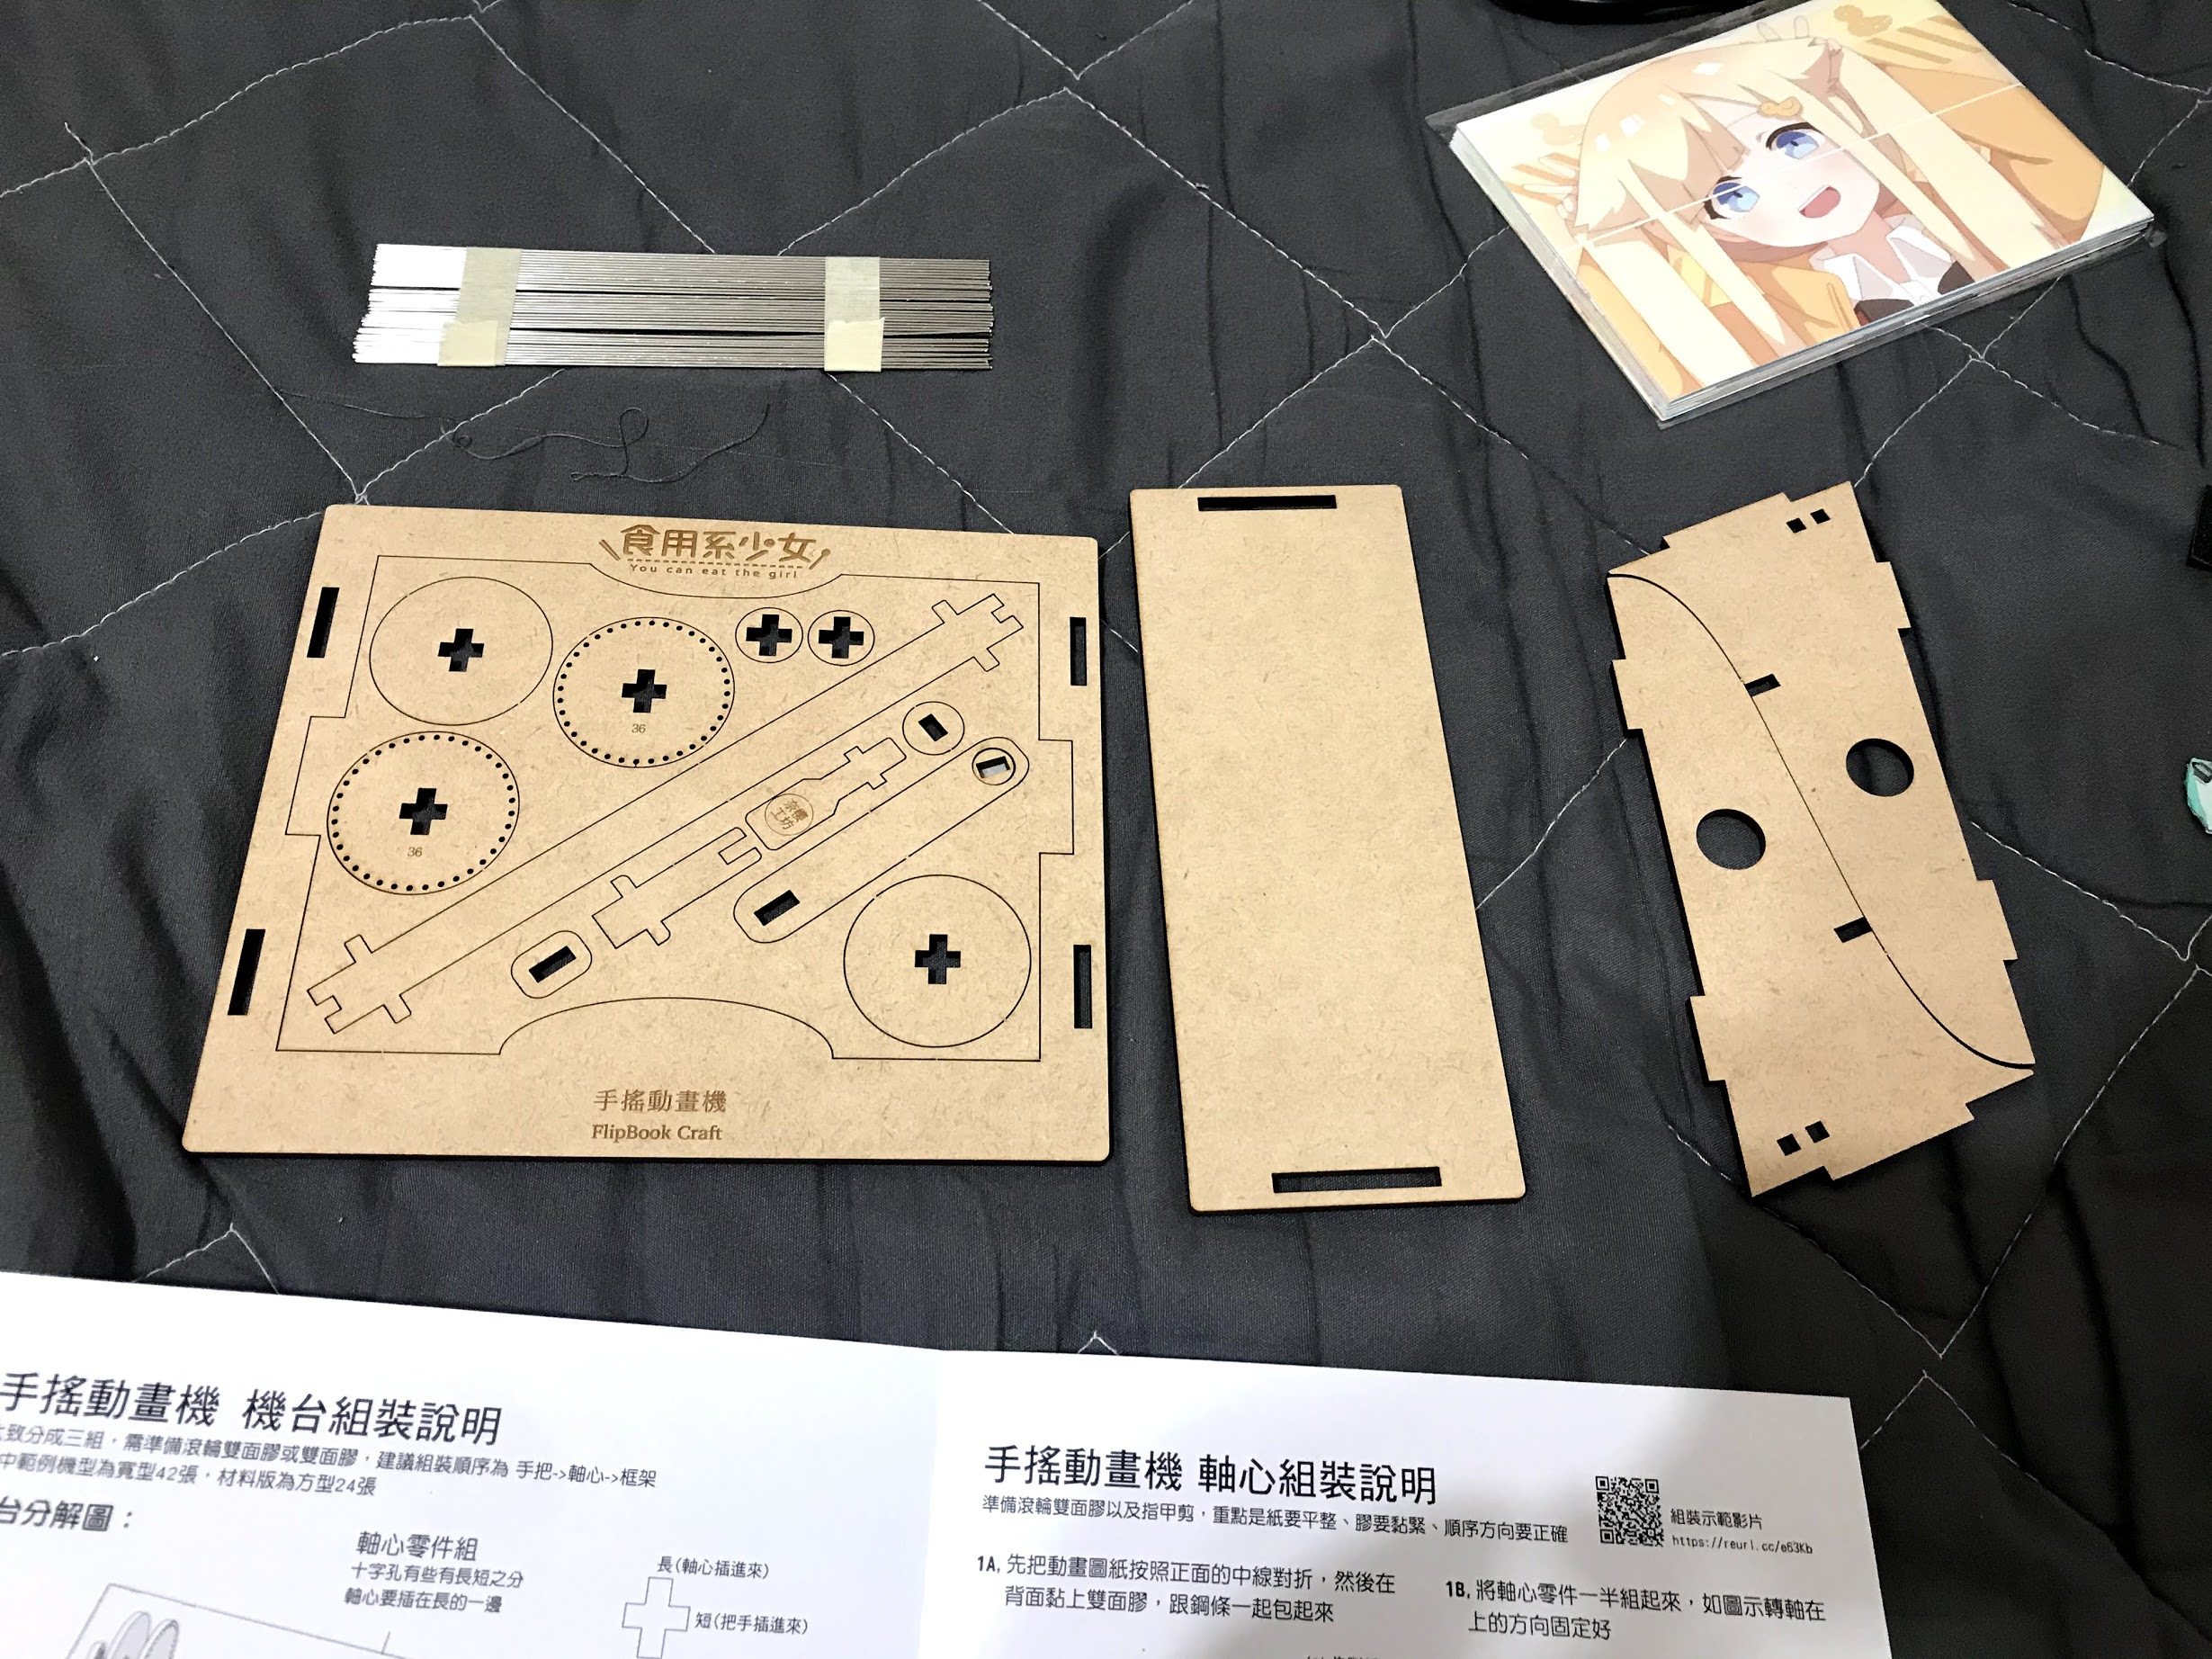 食用系少女
You can eat the girl
36
36
奈億
工坊
手搖動畫機
FlipBook Craft
手搖動畫機 機台組裝說明
致分成三組，需準備滾輪雙面膠或雙面膠，建議組裝順序為 手把->軸心->框架
中範例機型為寬型42張，材料版為方型24張
台分解圖：
軸心零件組
十字孔有些有長短之分
軸心要插在長的一邊
長(軸心插進來)
短(把手插進來)
手搖動畫機 軸心組裝說明
準備滾輪雙面膠以及指甲剪，重點是紙要平整、膠要黏緊、順序方向要正確
組裝示範影片
https://reurl.cc/e63Kb
1A. 先把動畫圖紙按照正面的中線對折，然後在
背面黏上雙面膠，跟鋼條一起包起來
1B. 將軸心零件一半組起來，如圖示轉軸在
上的方向固定好